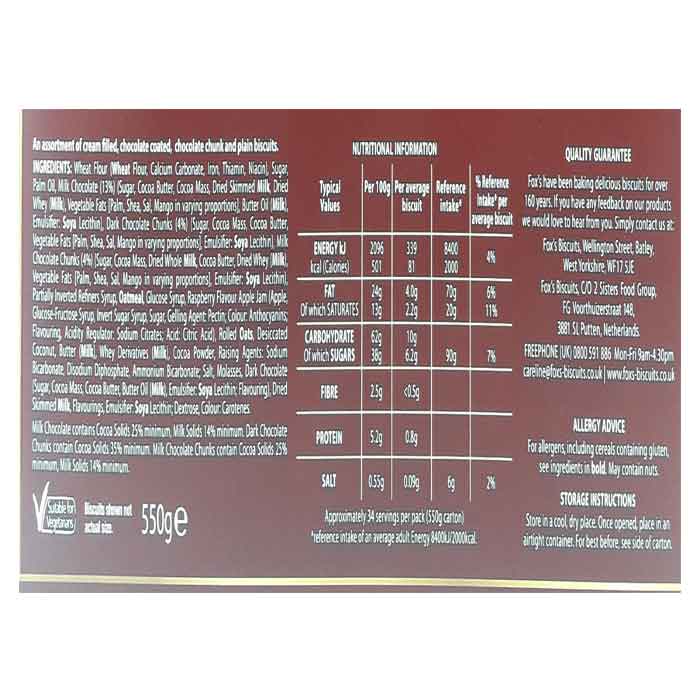 An assortment of cream filled, chocolate coated, chocolate chunk and plain biscuits.
INGREDIENTS: Wheat Flour (Wheat Flour, Calcium Carbonate, Iron, Thamin, Niacin), Sugar,
Palm Oil, Milk Chocolate (13%) (Sugar, Cocoa Butter, Cocoa Mass, Dried Skimmed Milk, Dried
Whey (Milk), Vegetable Fats [Palm, Shea, Sal, Mango in varying proportions], Butter Oil (Milk),
Emulsifier: Soya Lecithin), Dark Chocolate Chunks (4%) (Sugar, Cocoa Mass, Cocoa Butter,
Vegetable Fats [Palm, Shea, Sal, Mango in varying proportions], Emulsifier: Soya Lecithin), Milk
Chocolate Chunks (4%) (Sugar, Cocoa Mass, Dried Whole Milk, Cocoa Butter, Dried Whey (Milk),
Vegetable Fats [Palm, Shea, Sal, Mango in varying proportions], Emulsifier: Soya Lecithin),
Partially Inverted Refiners Syrup, Oatmeal, Glucose Syrup, Raspberry Flavour Apple Jam (Apple,
Glucose-Fructose Syrup, Invert Sugar Syrup, Sugar, Gelling Agent: Pectin; Colour: Anthocyanins;
Flavouring, Acidity Regulator: Sodium Citrates; Acid: Citric Acid), Rolled Oats, Desiccated
Coconut, Butter (Milk), Whey Derivatives (Milk), Cocoa Powder, Raising Agents: Sodium
Bicarbonate, Disodium Diphosphate, Ammonium Bicarbonate; Salt, Molasses, Dark Chocolate
(Sugar, Cocoa Mass, Cocoa Butter, Butter Oil (Milk), Emulsifier: Soya Lecithin; Flavouring), Dried
Skimmed Milk, Flavourings, Emulsifier: Soya Lecithin; Dextrose, Colour: Carotenes.
Milk Chocolate contains Cocoa Solids 25% minimum, Milk Solids 14% minimum. Dark Chocolate
Chunks contain Cocoa Solids 35% minimum. Milk Chocolate Chunks contain Cocoa Solids 25%
minimum, Milk Solids 14% minimum.
Suitable for
Vegetarians
Biscuits shown not
actual size.
550g e
NUTRITIONAL INFORMATION
Typical Values Per 100g Per average biscuit Reference intake* % Reference Intake* per average biscuit
ENERGY kJ 2096 339 8400 4%
kcal (Calories) 501 81 2000
FAT 24g 4.0g 70g 6%
Of which SATURATES 13g 2.2g 20g 11%
CARBOHYDRATE 62g 10g
Of which SUGARS 38g 6.2g 90g 7%
FIBRE 2.5g <0.5g
PROTEIN 5.2g 0.8g
SALT 0.55g 0.09g 6g 2%
Approximately 34 servings per pack (550g carton)
*reference intake of an average adult Energy 8400kJ/2000kcal.
QUALITY GUARANTEE
Fox's have been baking delicious biscuits for over
160 years. If you have any feedback on our products
we would love to hear from you. Simply contact us at:
Fox's Biscuits, Wellington Street, Batley,
West Yorkshire, WF17 5JE
Fox's Biscuits, C/O 2 Sisters Food Group,
FG Voorthuizerstraat 148,
3881 SL Putten, Netherlands.
FREEPHONE (UK) 0800 591 886 Mon-Fri 9am-4.30pm
careline@foxs-biscuits.co.uk | www.foxs-biscuits.co.uk
ALLERGY ADVICE
For allergens, including cereals containing gluten,
see ingredients in bold. May contain nuts.
STORAGE INSTRUCTIONS
Store in a cool, dry place. Once opened, place in an
airtight container. For best before, see side of carton.